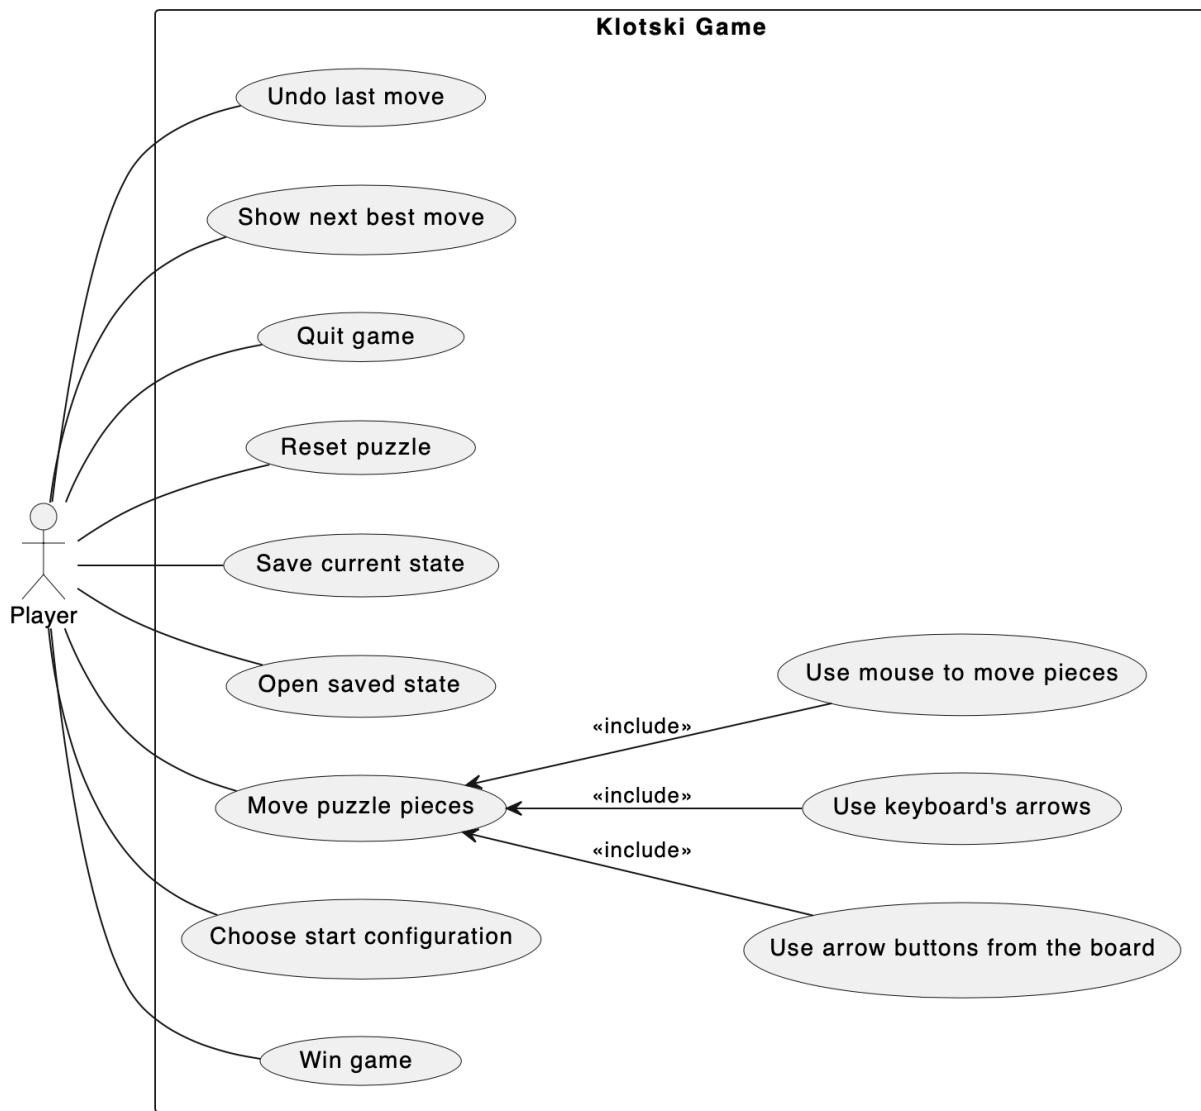 Klotski Game
Undo last move
Show next best move
Quit game
Reset puzzle
Save current state
Player
Open saved state
Use mouse to move pieces
«include»
Move puzzle pieces
«include»
Use keyboard's arrows
«include»
Choose start configuration
Use arrow buttons from the board
Win game